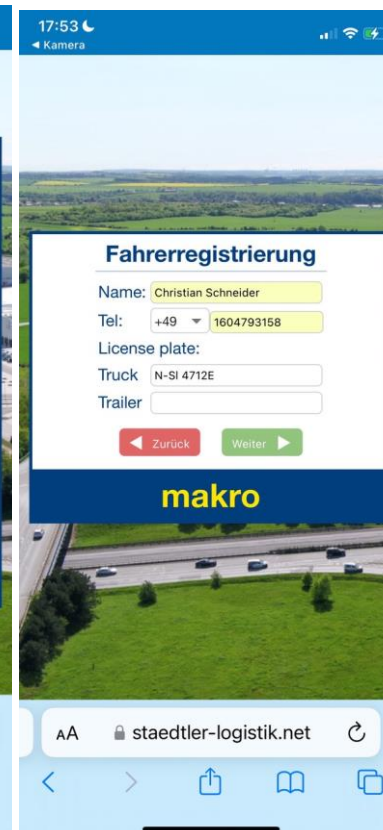 17:53
◀ Kamera
Fahrerregistrierung
Name: Christian Schneider
Tel: +49 1604793158
License plate:
Truck N-SI 4712E
Trailer
Zurück Weiter
makro
AA staedtler-logistik.net